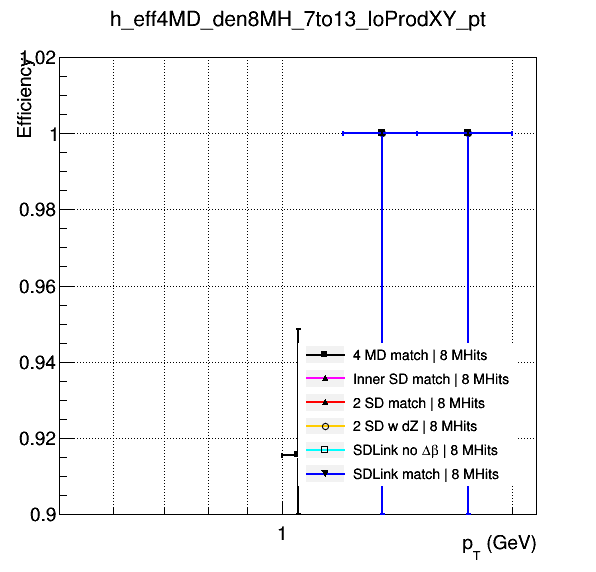 h_eff4MD_den8MH_7to13_loProdXY_pt
Efficiency
1.02
1
0.98
0.96
0.94
0.92
0.9
4 MD match | 8 MHits
Inner SD match | 8 MHits
2 SD match | 8 MHits
2 SD w dZ | 8 MHits
SDLink no Δβ | 8 MHits
SDLink match | 8 MHits
1
p_T (GeV)